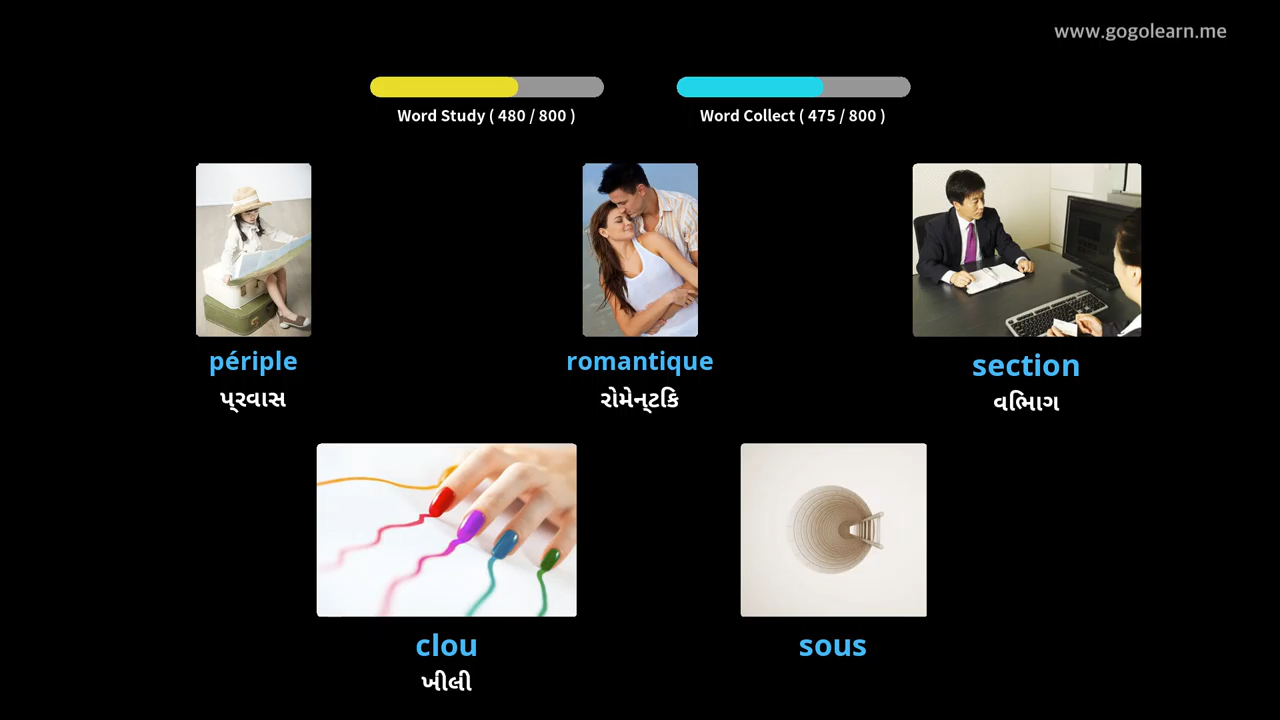 www.gogolearn.me
Word Study ( 480 / 800 )
Word Collect ( 475 / 800 )
périple
romantique
section
પ્રવાસ
રોમેન્ટિક
વિભાગ
clou
sous
ખીલી